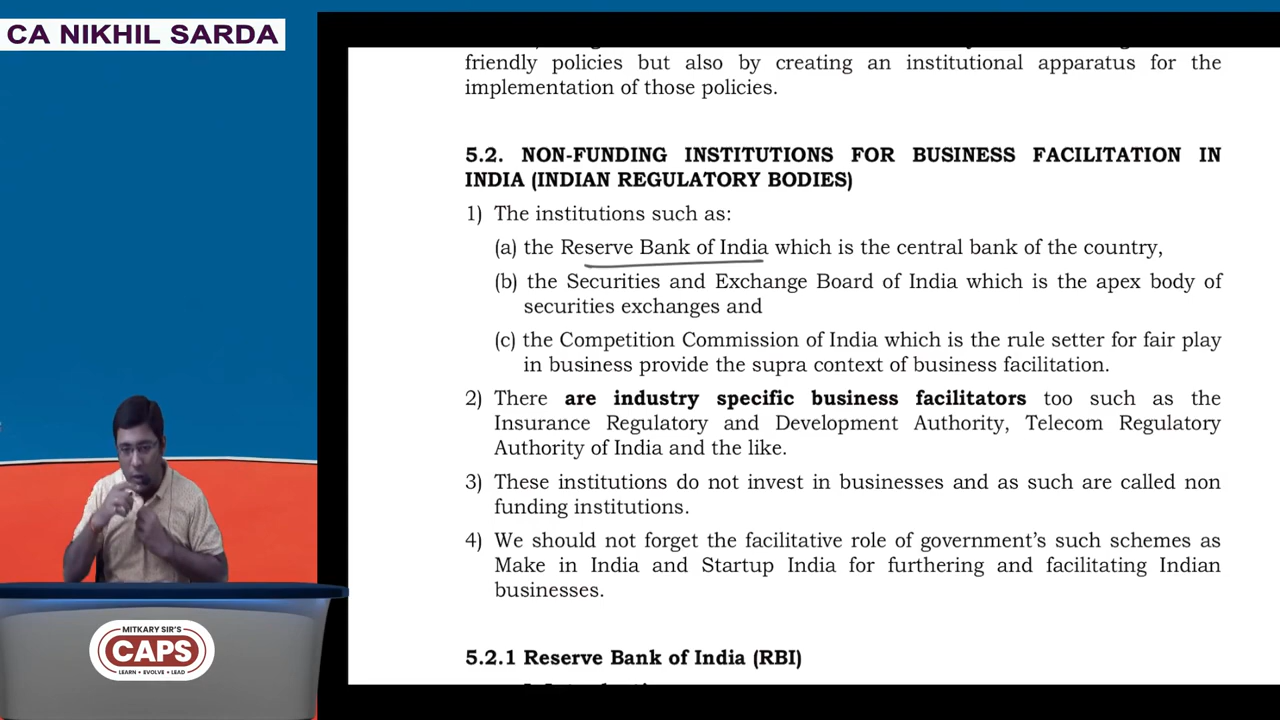 CA NIKHIL SARDA
friendly policies but also by creating an institutional apparatus for the
implementation of those policies.
5.2. NON-FUNDING INSTITUTIONS FOR BUSINESS FACILITATION IN
INDIA (INDIAN REGULATORY BODIES)
1) The institutions such as:
(a) the Reserve Bank of India which is the central bank of the country,
(b) the Securities and Exchange Board of India which is the apex body of
securities exchanges and
(c) the Competition Commission of India which is the rule setter for fair play
in business provide the supra context of business facilitation.
2) There are industry specific business facilitators too such as the
Insurance Regulatory and Development Authority, Telecom Regulatory
Authority of India and the like.
3) These institutions do not invest in businesses and as such are called non
funding institutions.
4) We should not forget the facilitative role of government's such schemes as
Make in India and Startup India for furthering and facilitating Indian
businesses.
5.2.1 Reserve Bank of India (RBI)
MITKARY SIR'S
CAPS
LEARN • EVOLVE • LEAD